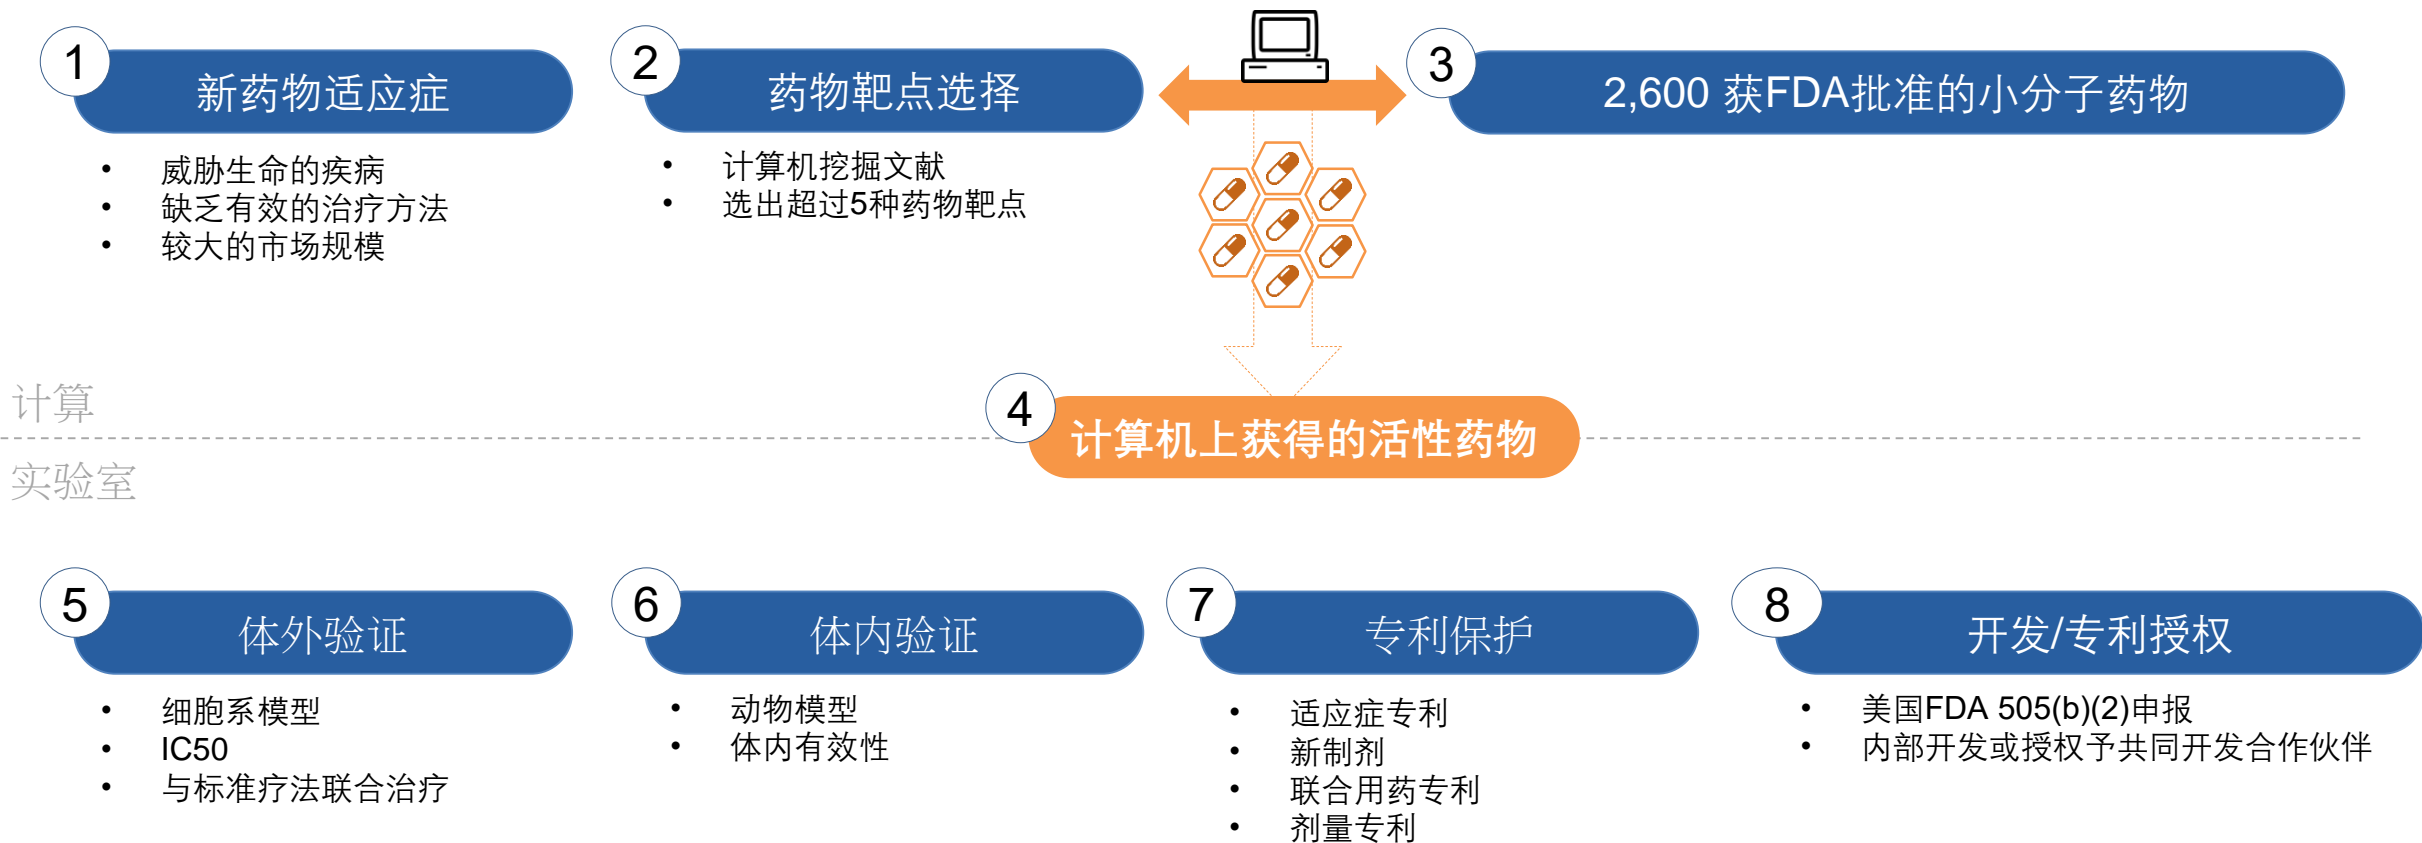 1
新药物适应症
• 威胁生命的疾病
• 缺乏有效的治疗方法
• 较大的市场规模
2
药物靶点选择
• 计算机挖掘文献
• 选出超过5种药物靶点
3
2,600 获FDA批准的小分子药物
计算
4
计算机上获得的活性药物
实验室
5
体外验证
• 细胞系模型
• IC50
• 与标准疗法联合治疗
6
体内验证
• 动物模型
• 体内有效性
7
专利保护
• 适应症专利
• 新制剂
• 联合用药专利
• 剂量专利
8
开发/专利授权
• 美国FDA 505(b)(2)申报
• 内部开发或授权予共同开发合作伙伴